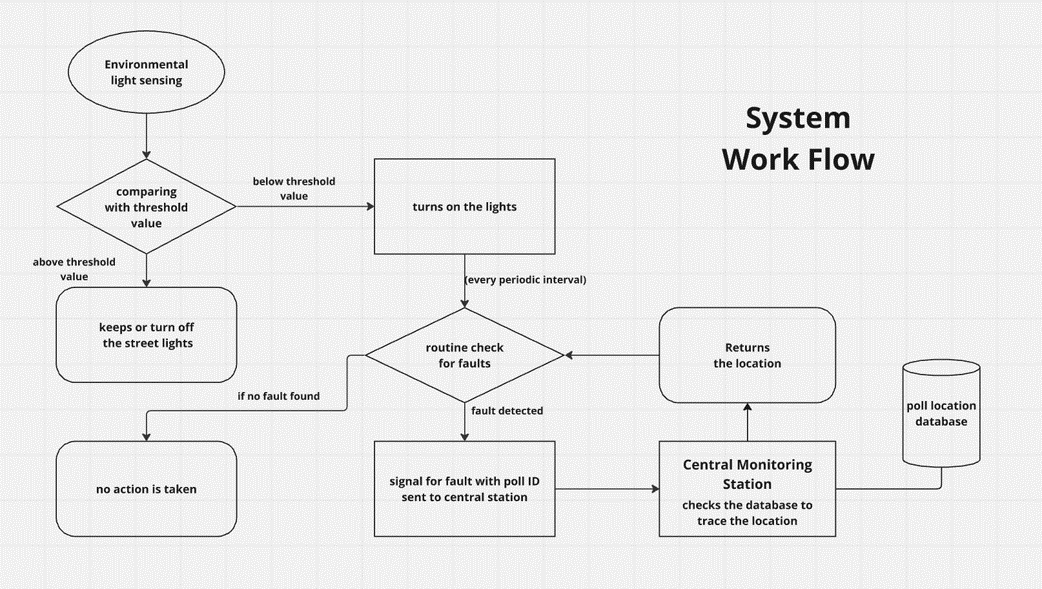 Environmental
light sensing
System
Work Flow
comparing
with threshold
value
below threshold
value
turns on the lights
above threshold
value
(every periodic interval)
keeps or turn off
the street lights
routine check
for faults
Returns
the location
if no fault found
fault detected
poll location
database
no action is taken
signal for fault with poll ID
sent to central station
Central Monitoring
Station
checks the database to
trace the location